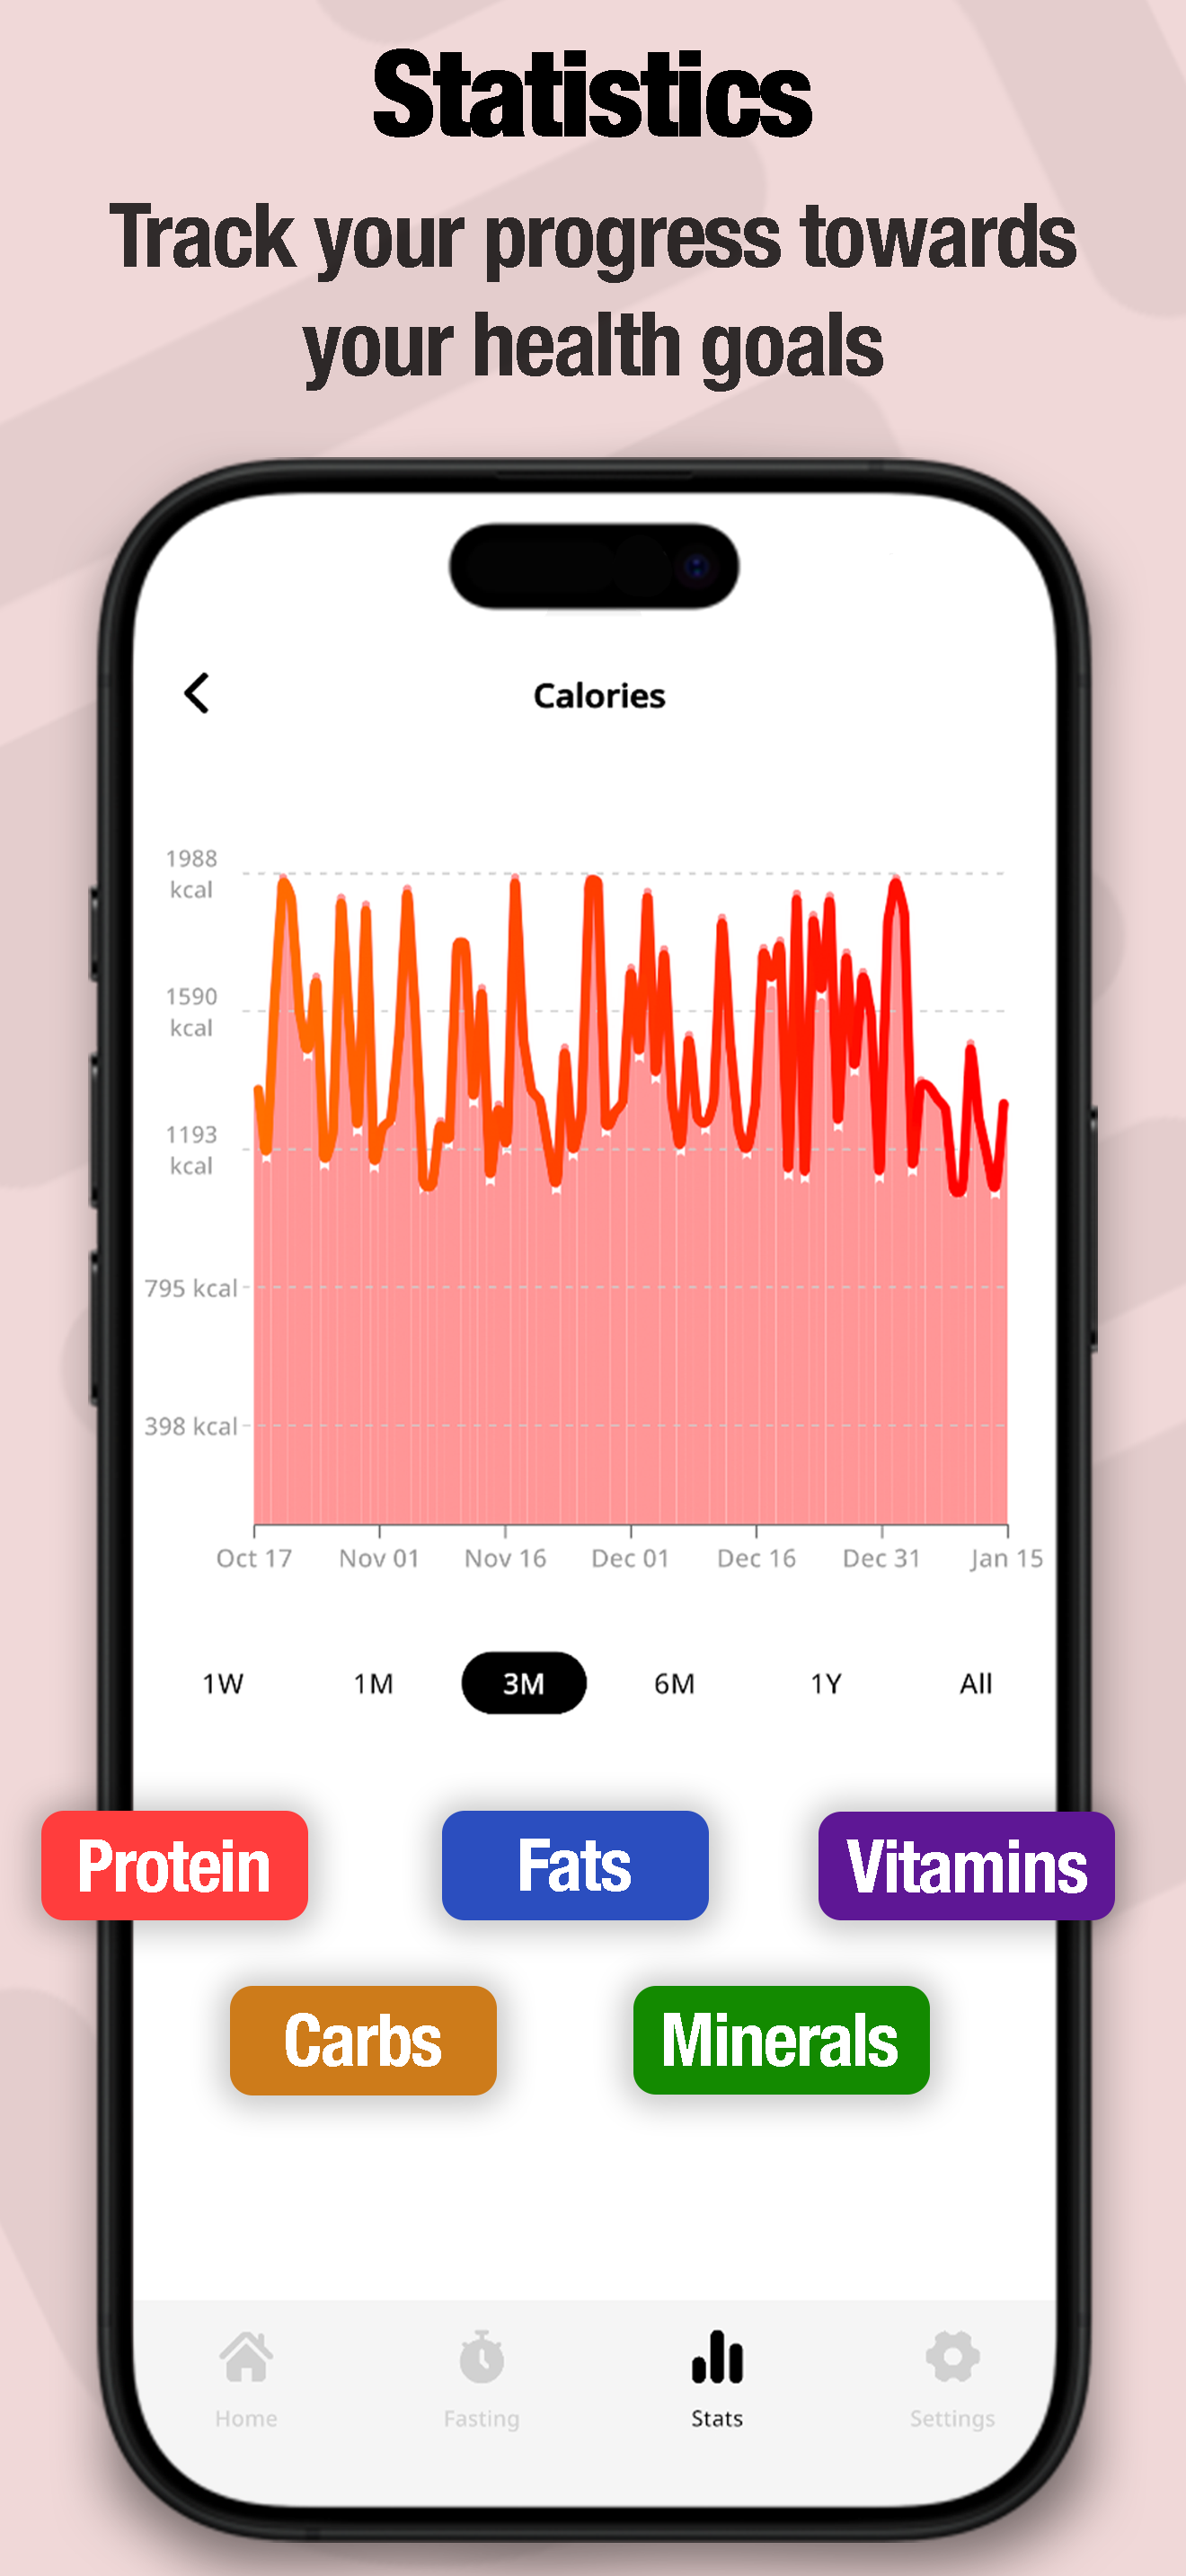 Statistics
Track your progress towards
your health goals
Calories
1988
kcal
1590
kcal
1193
kcal
795 kcal
398 kcal
Oct 17 Nov 01 Nov 16 Dec 01 Dec 16 Dec 31 Jan 15
1W 1M 3M 6M 1Y All
Protein Fats Vitamins
Carbs Minerals
Home Fasting Stats Settings